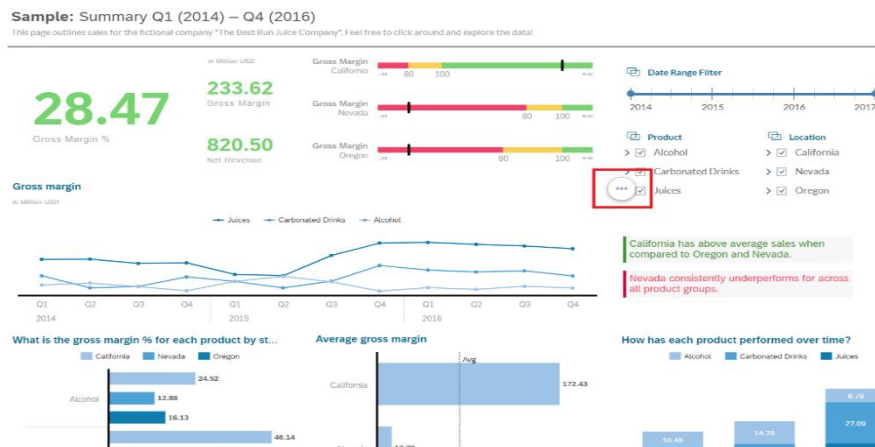 Sample: Summary Q1 (2014) – Q4 (2016)
This page outlines sales for the fictional company "The Best Run Juice Company". Feel free to click around and explore the data!
28.47
Gross Margin %
in Million USD
233.62
Gross Margin
820.50
Net Revenue
Gross Margin
California
80 100
Gross Margin
Nevada
80 100
Gross Margin
Oregon
80 100
Date Range Filter
2014 2015 2016 2017
Product
Alcohol
Carbonated Drinks
Juices
Location
California
Nevada
Oregon
Gross margin
in Million USD
Juices Carbonated Drinks Alcohol
Q1 Q2 Q3 Q4 Q1 Q2 Q3 Q4 Q1 Q2 Q3 Q4
2014 2015 2016
California has above average sales when
compared to Oregon and Nevada.
Nevada consistently underperforms for across
all product groups.
What is the gross margin % for each product by st...
California Nevada Oregon
Alcohol
24.52
12.88
16.13
46.14
Average gross margin
Avg
California
172.43
How has each product performed over time?
Alcohol Carbonated Drinks Juices
10.48
14.78
27.09